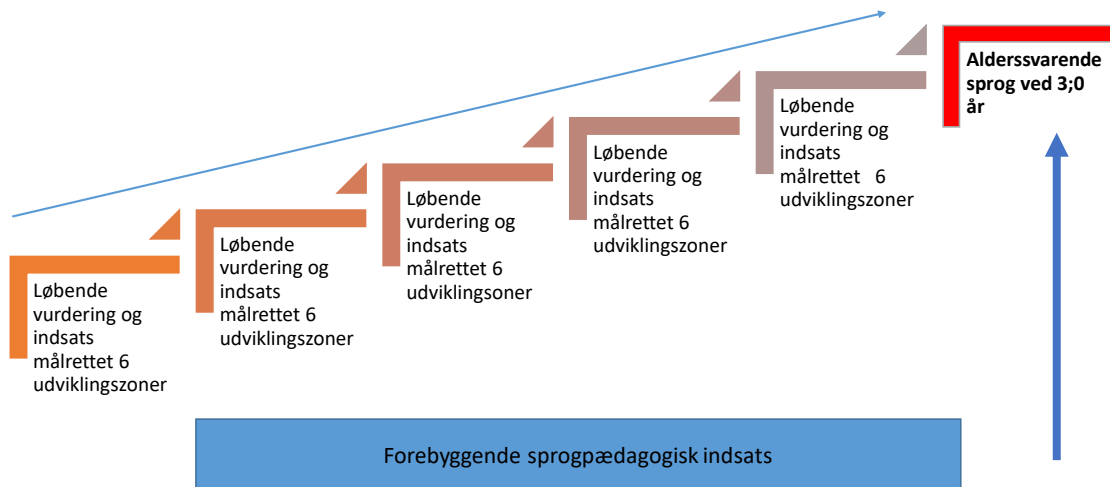 Løbende
vurdering og
indsats
målrettet 6
udviklingszoner
Løbende
vurdering og
indsats
målrettet 6
udviklingszoner
Løbende
vurdering og
indsats
målrettet 6
udviklingsoner
Løbende
vurdering og
indsats
målrettet 6
udviklingszoner
Løbende
vurdering og
indsats
målrettet 6
udviklingszoner
Alderssvarende
sprog ved 3;0
år
Forebyggende sprogpædagogisk indsats